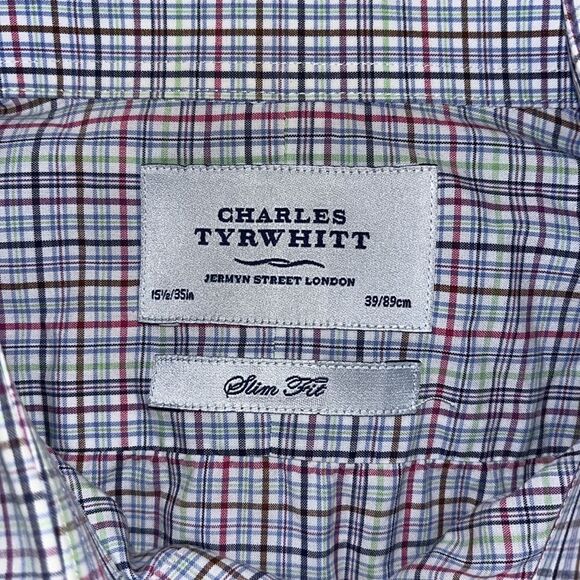 CHARLES
TYRWHITT
JERMYN STREET LONDON
15½/35in 39/89cm
Slim Fit